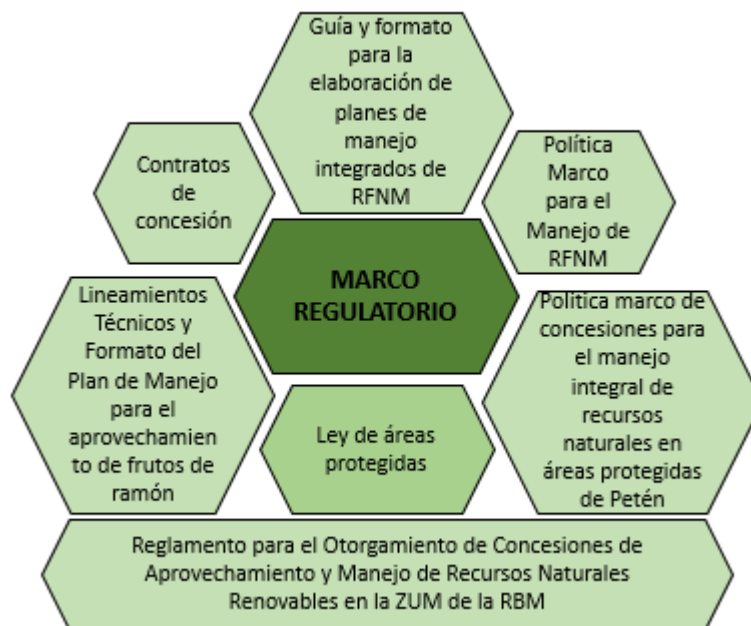 Guía y formato
para la
elaboración de
planes de
manejo
integrados de
RFNM
Contratos
de
concesión
Política
Marco
para el
Manejo de
RFNM
MARCO
REGULATORIO
Lineamientos
Técnicos y
Formato del
Plan de Manejo
para el
aprovechamien
to de frutos de
ramón
Ley de áreas
protegidas
Politica marco de
concesiones para
el manejo
integral de
recursos
naturales en
áreas protegidas
de Petén
Reglamento para el Otorgamiento de Concesiones de
Aprovechamiento y Manejo de Recursos Naturales
Renovables en la ZUM de la RBM